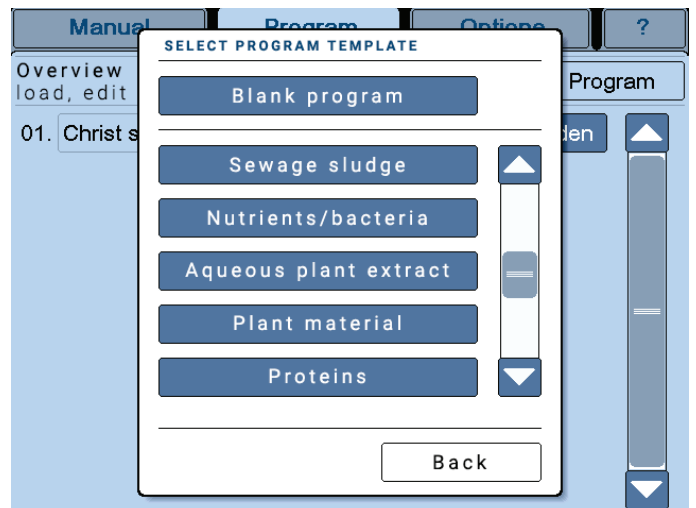 Manual Program Options ?
SELECT PROGRAM TEMPLATE
Overview
load, edit
Program
Blank program
01. Christ
Sewage sludge
Nutrients/bacteria
Aqueous plant extract
Plant material
Proteins
Back